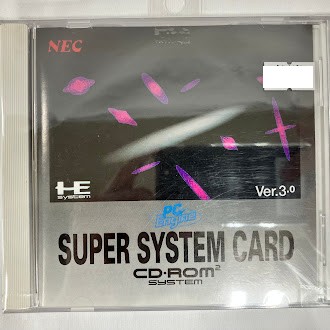 NEC
HE
SYSTEM
Ver.3.0
PC
Engine
SUPER SYSTEM CARD
CD-ROM²
SYSTEM